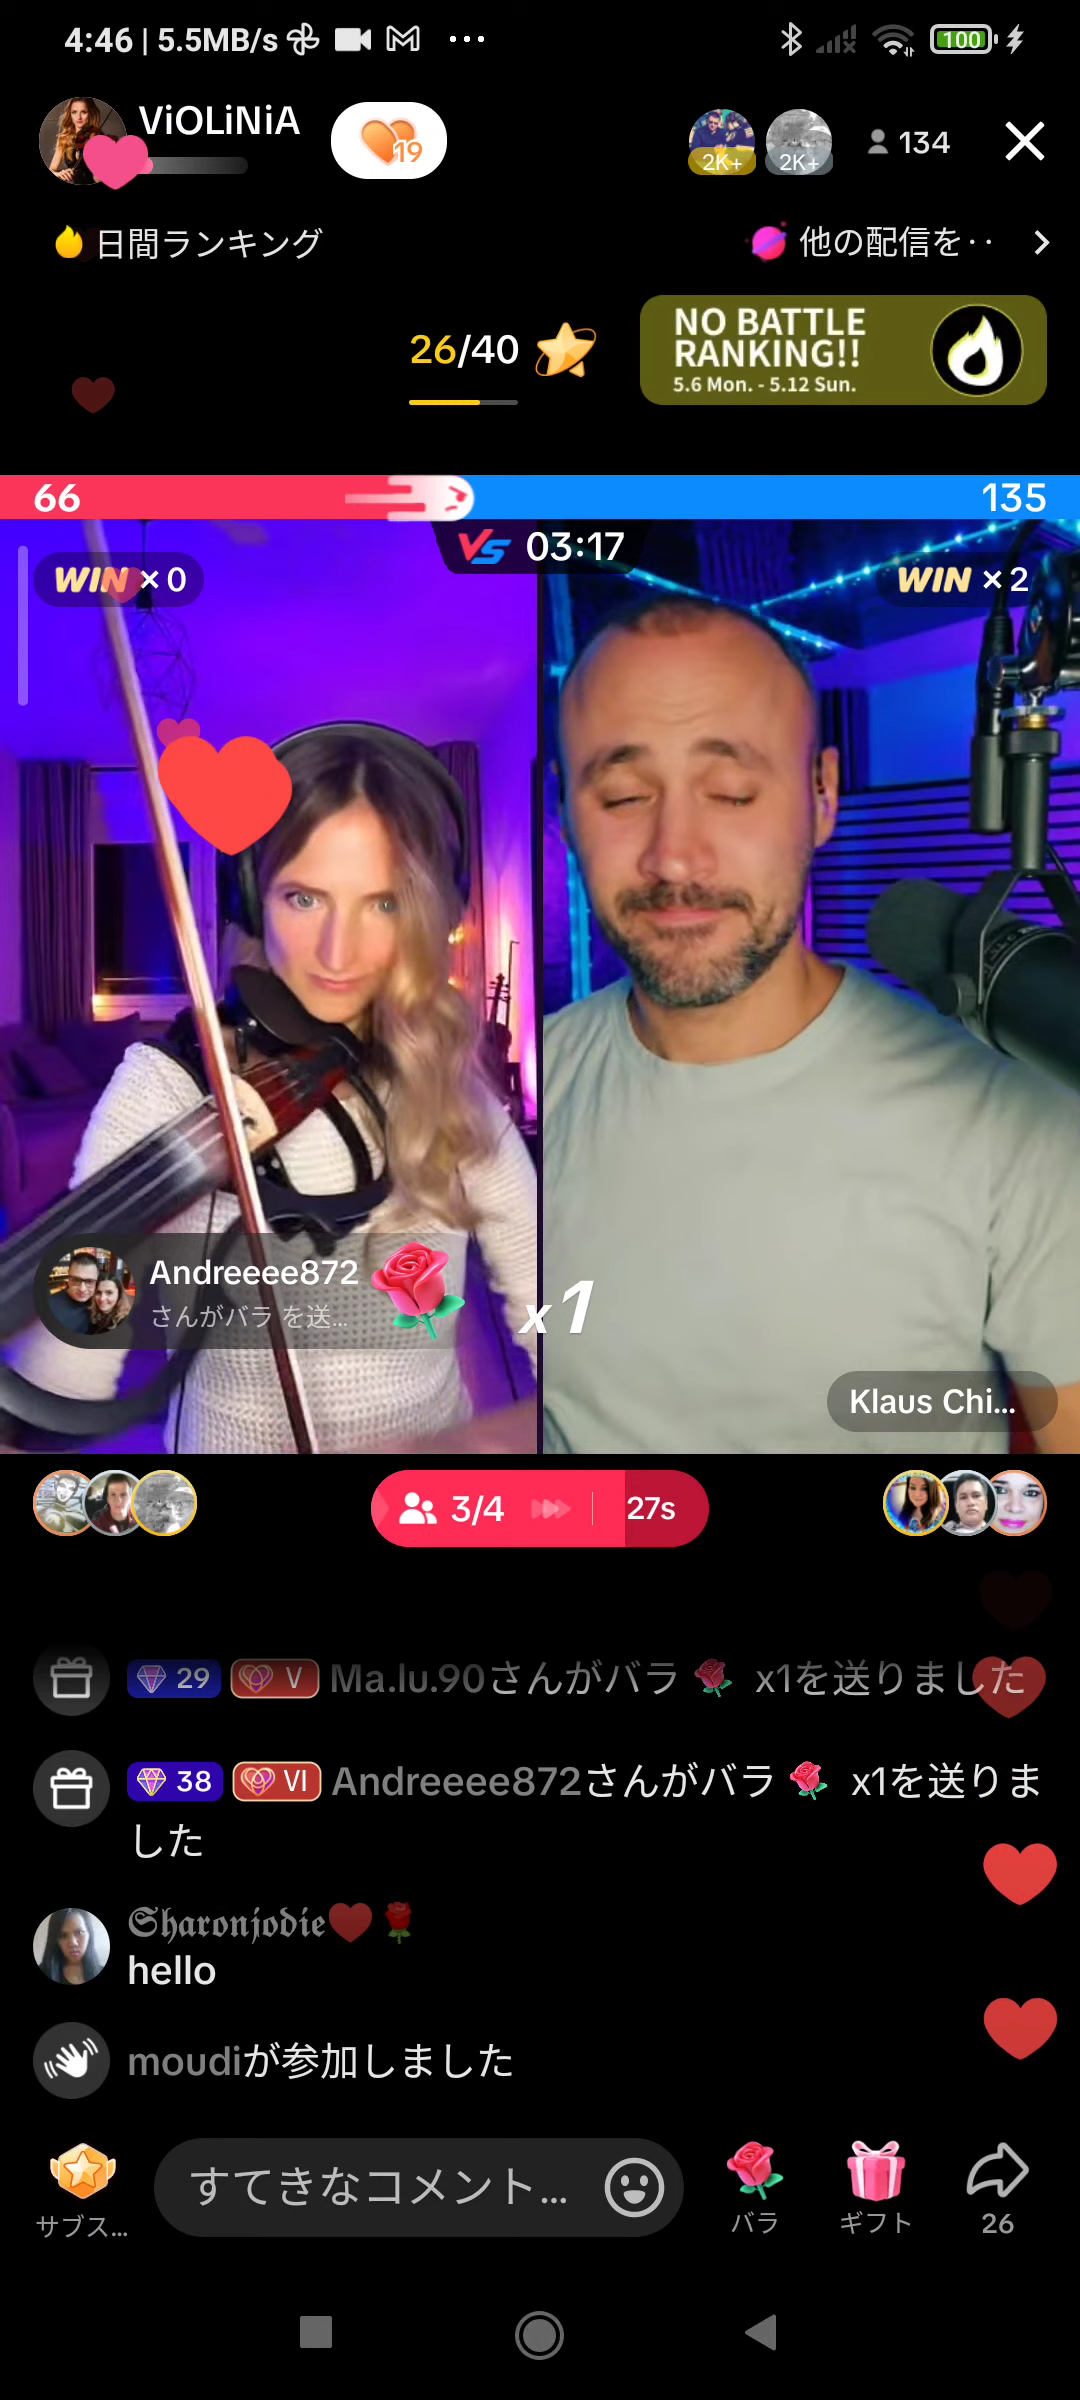 4:46 | 5.5MB/s
100
ViOLiNiA
19
2K+
2K+
134
日間ランキング
他の配信を‥
26/40
NO BATTLE
RANKING!!
5.6 Mon. - 5.12 Sun.
66
135
VS 03:17
WIN ×0
WIN ×2
Andreeee872
さんがバラ を送...
x1
Klaus Chi...
3/4
27s
29 V Ma.lu.90さんがバラ x1を送りました
38 VI Andreeee872さんがバラ x1を送りま
した
𝕾𝖍𝖆𝖗𝖔𝖓𝖏𝖔𝖉𝖎𝖊❤️🌹
hello
moudiが参加しました
サブス...
すてきなコメント...
バラ
ギフト
26